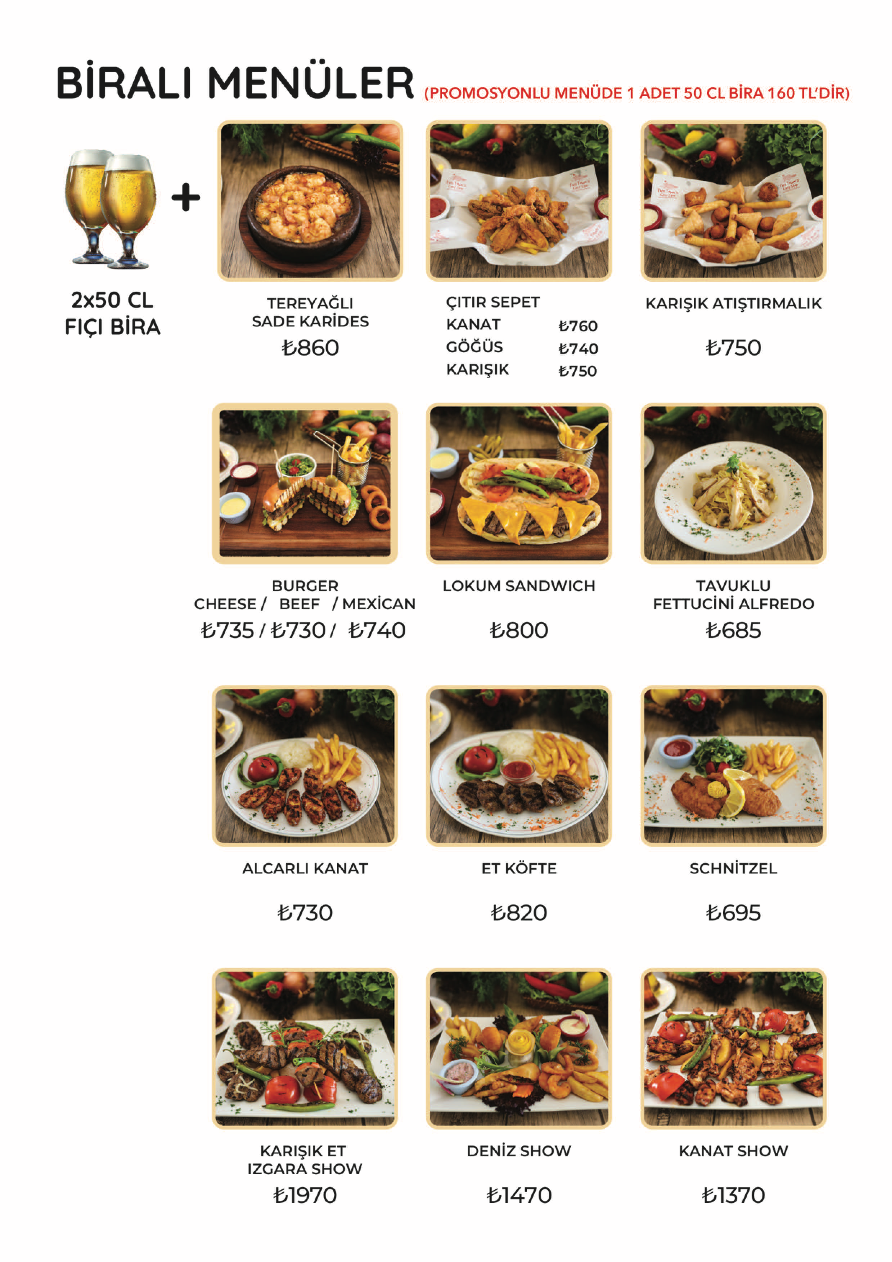 BİRALI MENÜLER (PROMOSYONLU MENÜDE 1 ADET 50 CL BİRA 160 TL'DİR)
+
2x50 CL
FIÇI BİRA
TEREYAĞLI
SADE KARİDES
₺860
ÇITIR SEPET
KANAT ₺760
GÖĞÜS ₺740
KARIŞIK ₺750
KARIŞIK ATIŞTIRMALIK
₺750
BURGER
CHEESE / BEEF / MEXİCAN
₺735 / ₺730 / ₺740
LOKUM SANDWICH
₺800
TAVUKLU
FETTUCİNİ ALFREDO
₺685
ALCARLI KANAT
₺730
ET KÖFTE
₺820
SCHNİTZEL
₺695
KARIŞIK ET
IZGARA SHOW
₺1970
DENİZ SHOW
₺1470
KANAT SHOW
₺1370